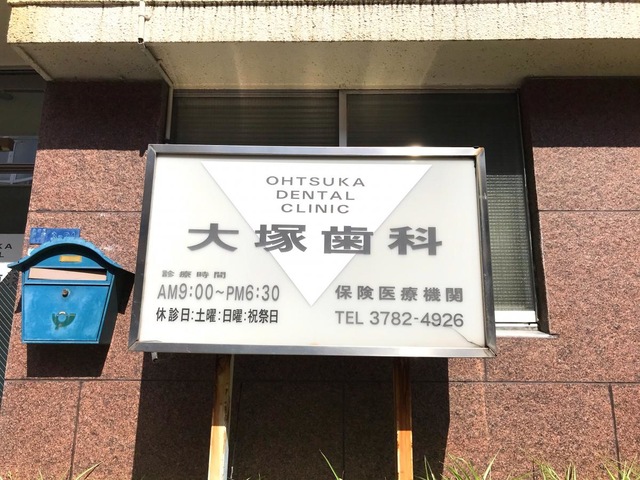 OHTSUKA
DENTAL
CLINIC
大塚歯科
診療時間
AM9:00～PM6:30
休診日:土曜:日曜:祝祭日
保険医療機関
TEL 3782-4926